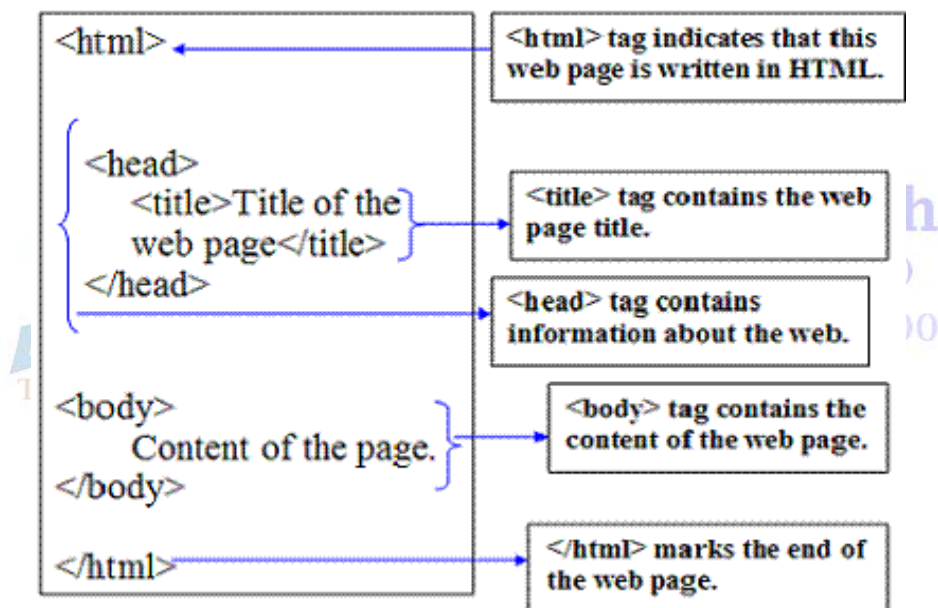 <html>
<html> tag indicates that this
web page is written in HTML.
<head>
<title>Title of the
web page</title>
</head>
<title> tag contains the web
page title.
<head> tag contains
information about the web.
<body>
Content of the page.
</body>
<body> tag contains the
content of the web page.
</html>
</html> marks the end of
the web page.